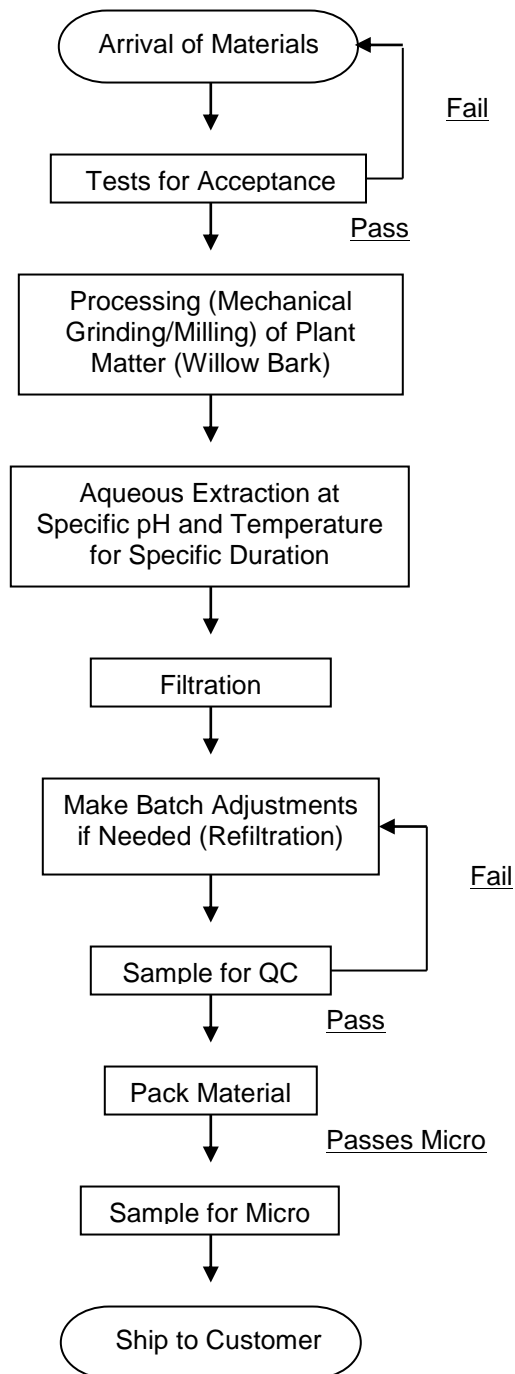 Arrival of Materials
Fail
Tests for Acceptance
Pass
Processing (Mechanical
Grinding/Milling) of Plant
Matter (Willow Bark)
Aqueous Extraction at
Specific pH and Temperature
for Specific Duration
Filtration
Make Batch Adjustments
if Needed (Refiltration)
Fail
Sample for QC
Pass
Pack Material
Passes Micro
Sample for Micro
Ship to Customer